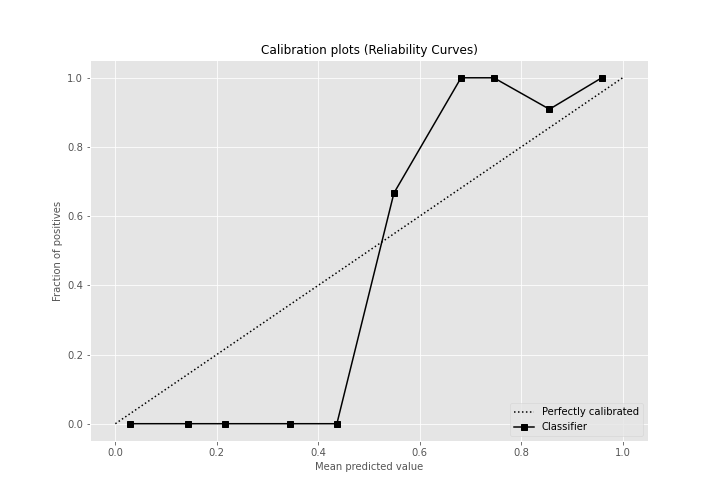 Calibration plots (Reliability Curves)
1.0
0.8
0.6
0.4
0.2
0.0
Fraction of positives
0.0 0.2 0.4 0.6 0.8 1.0
Mean predicted value
Perfectly calibrated
Classifier